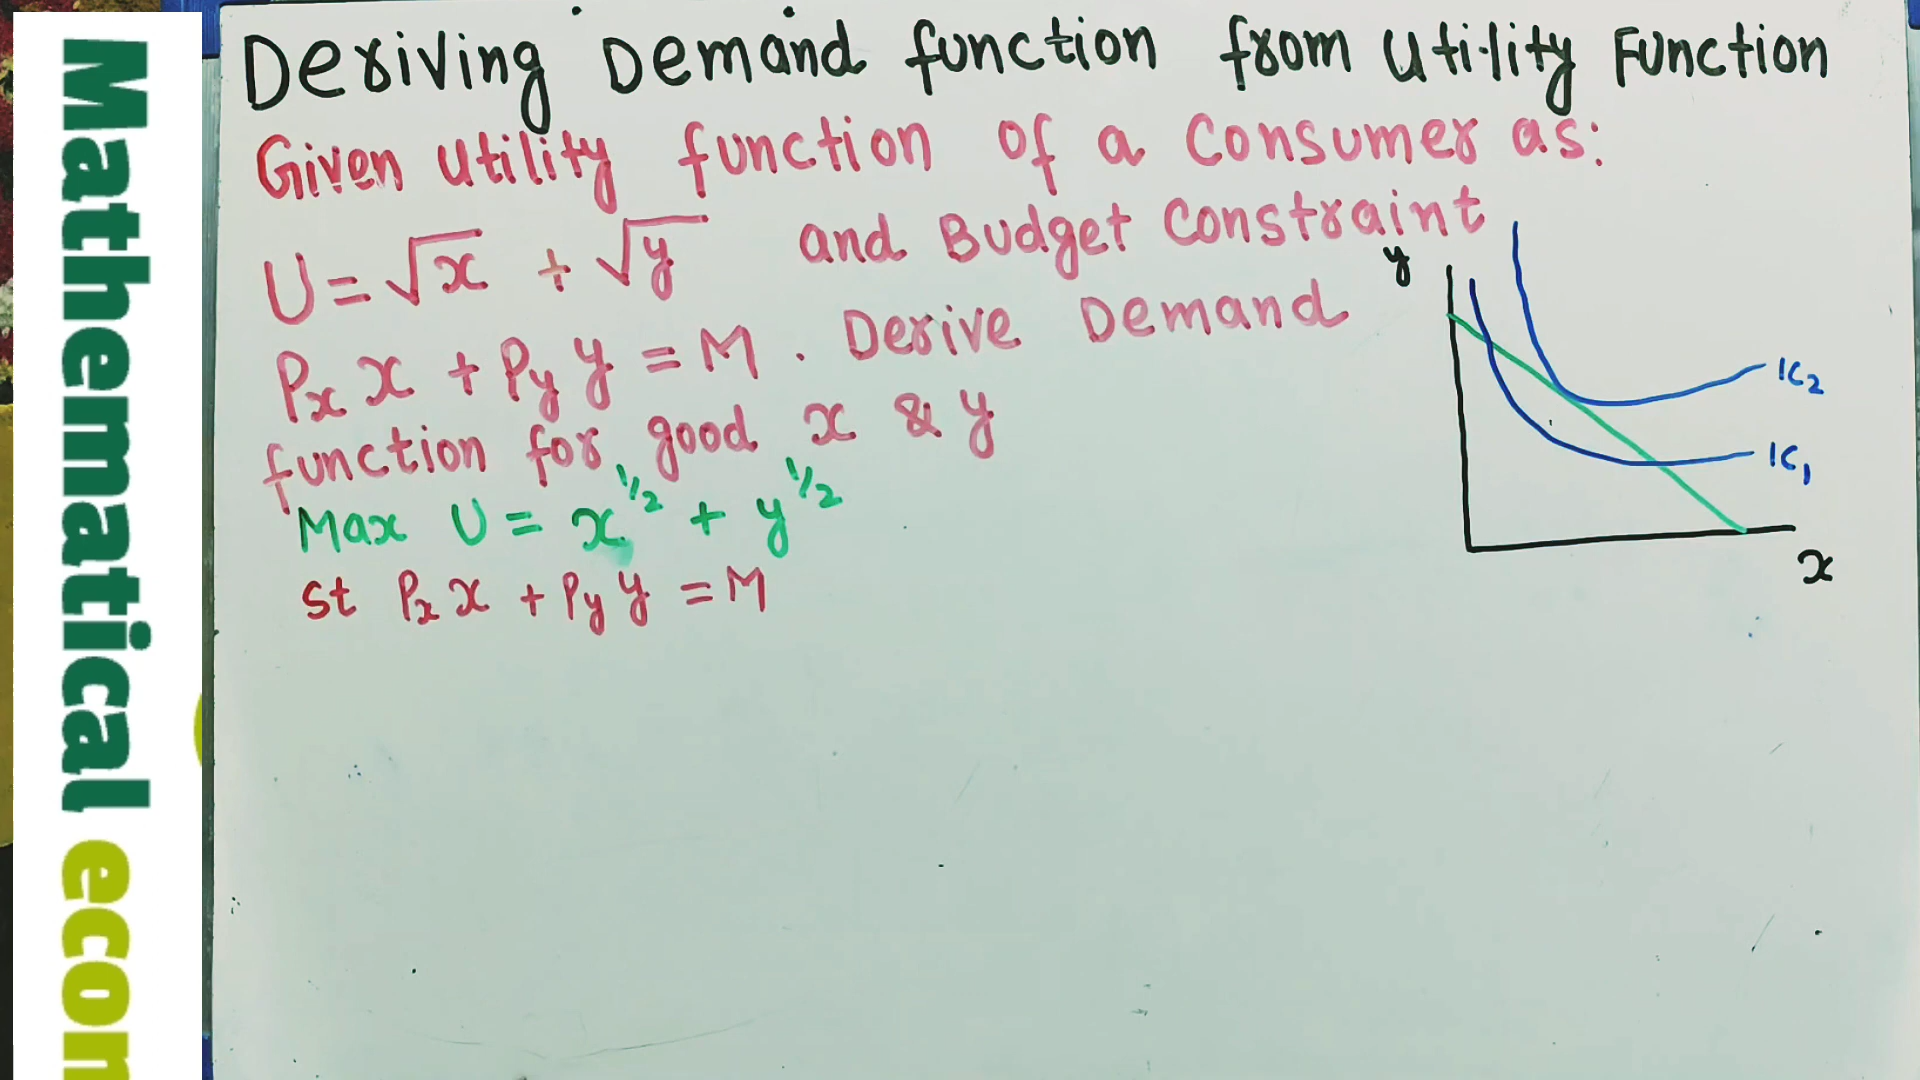 Mathematical econ
Deriving Demand function from Utility Function
Given Utility function of a Consumer as:
U = √x + √y and Budget Constraint
Pₓ x + Py y = M . Derive Demand
function for good x & y
Max U = x^1/2 + y^1/2
st Pₓ x + Py y = M
y
IC₂
IC₁
x